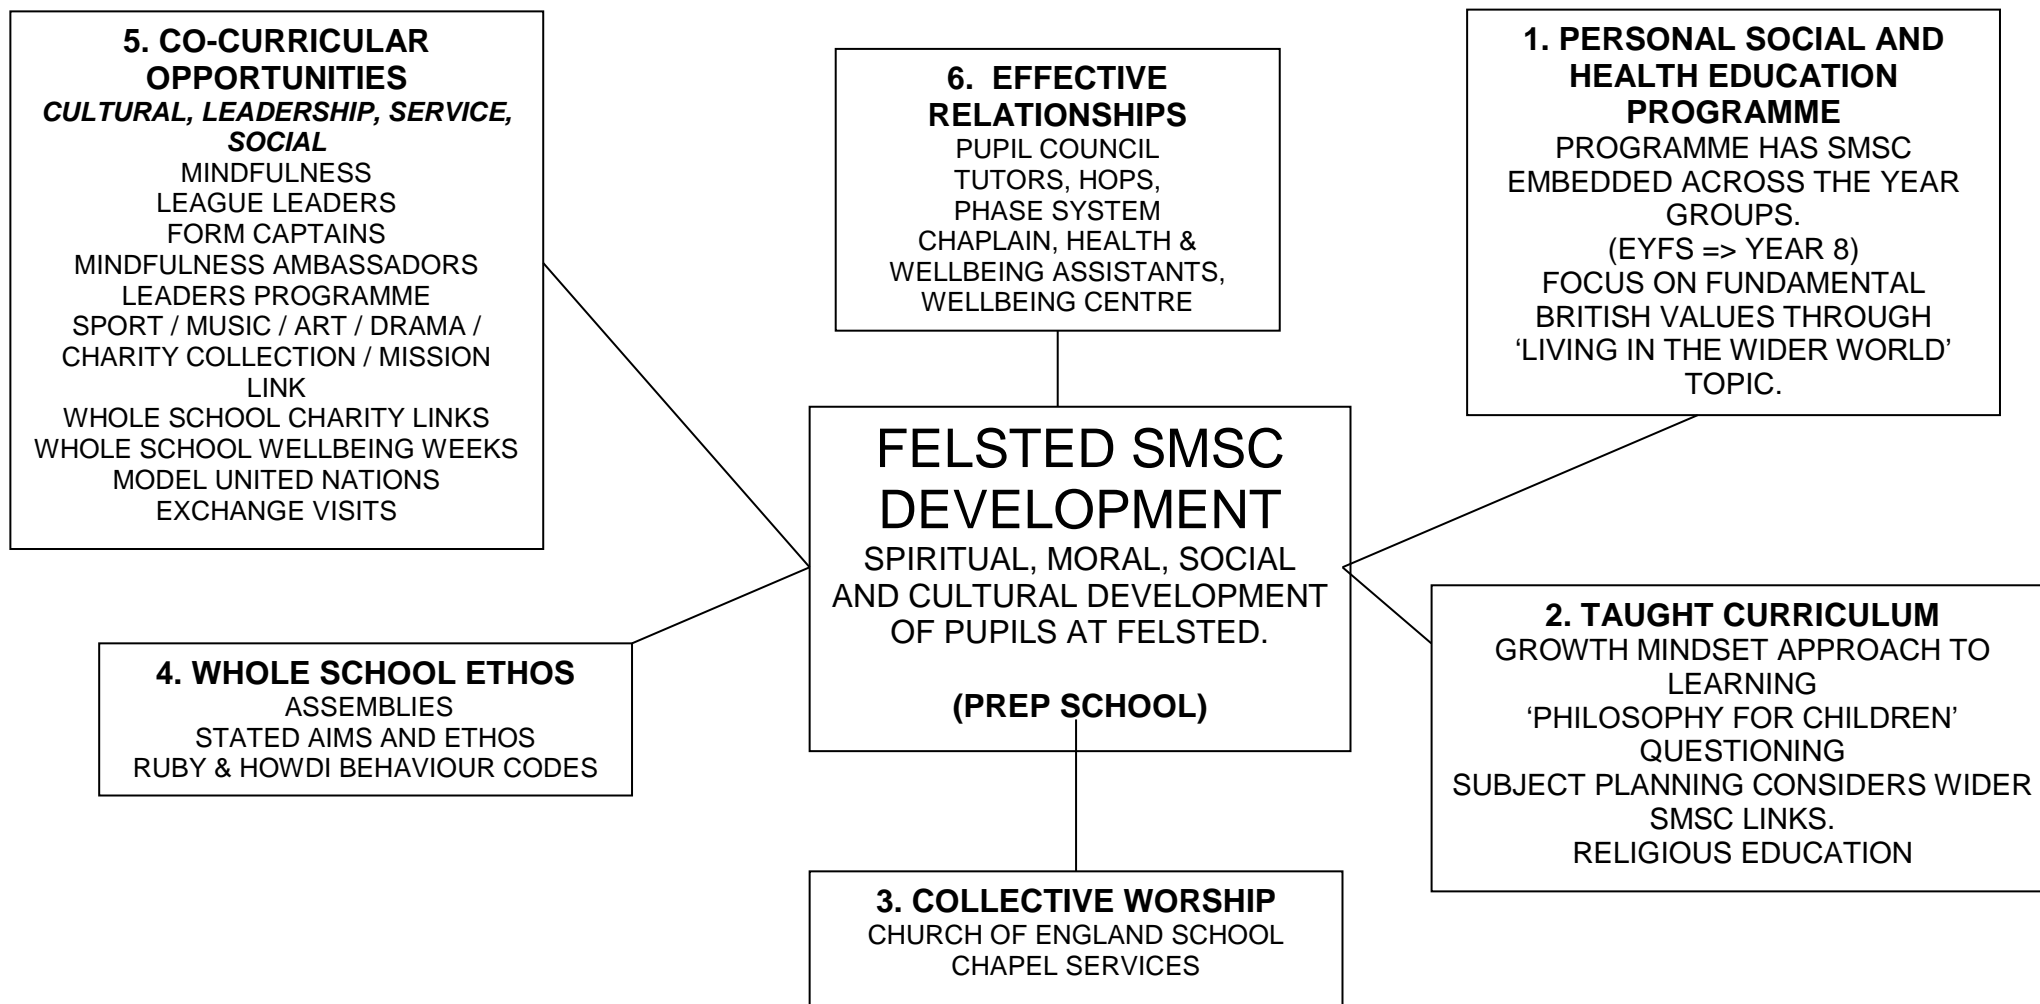 5. CO-CURRICULAR
OPPORTUNITIES
CULTURAL, LEADERSHIP, SERVICE,
SOCIAL
MINDFULNESS
LEAGUE LEADERS
FORM CAPTAINS
MINDFULNESS AMBASSADORS
LEADERS PROGRAMME
SPORT / MUSIC / ART / DRAMA /
CHARITY COLLECTION / MISSION
LINK
WHOLE SCHOOL CHARITY LINKS
WHOLE SCHOOL WELLBEING WEEKS
MODEL UNITED NATIONS
EXCHANGE VISITS
6. EFFECTIVE
RELATIONSHIPS
PUPIL COUNCIL
TUTORS, HOPS,
PHASE SYSTEM
CHAPLAIN, HEALTH &
WELLBEING ASSISTANTS,
WELLBEING CENTRE
1. PERSONAL SOCIAL AND
HEALTH EDUCATION
PROGRAMME
PROGRAMME HAS SMSC
EMBEDDED ACROSS THE YEAR
GROUPS.
(EYFS => YEAR 8)
FOCUS ON FUNDAMENTAL
BRITISH VALUES THROUGH
‘LIVING IN THE WIDER WORLD’
TOPIC.
FELSTED SMSC
DEVELOPMENT
SPIRITUAL, MORAL, SOCIAL
AND CULTURAL DEVELOPMENT
OF PUPILS AT FELSTED.
(PREP SCHOOL)
4. WHOLE SCHOOL ETHOS
ASSEMBLIES
STATED AIMS AND ETHOS
RUBY & HOWDI BEHAVIOUR CODES
2. TAUGHT CURRICULUM
GROWTH MINDSET APPROACH TO
LEARNING
‘PHILOSOPHY FOR CHILDREN’
QUESTIONING
SUBJECT PLANNING CONSIDERS WIDER
SMSC LINKS.
RELIGIOUS EDUCATION
3. COLLECTIVE WORSHIP
CHURCH OF ENGLAND SCHOOL
CHAPEL SERVICES